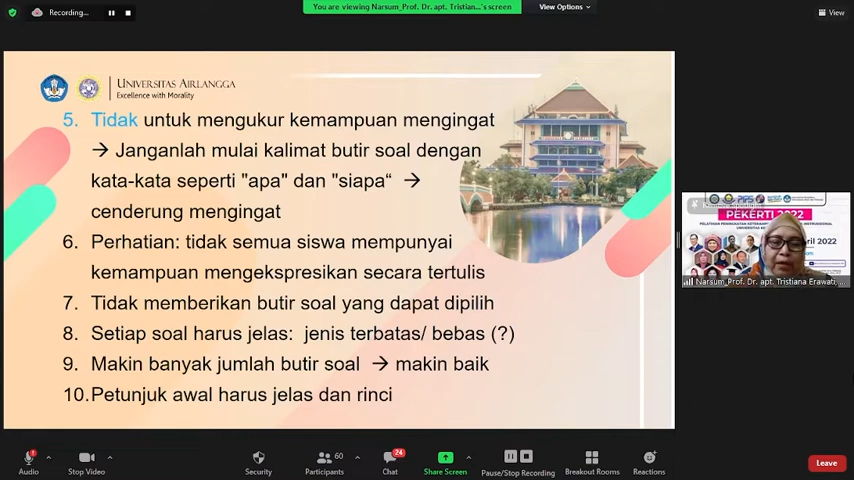 Recording...
You are viewing Narsum_Prof. Dr. apt. Tristian...'s screen
View Options
View
UNIVERSITAS AIRLANGGA
Excellence with Morality
5. Tidak untuk mengukur kemampuan mengingat
→ Janganlah mulai kalimat butir soal dengan
kata-kata seperti "apa" dan "siapa“ →
cenderung mengingat
6. Perhatian: tidak semua siswa mempunyai
kemampuan mengekspresikan secara tertulis
7. Tidak memberikan butir soal yang dapat dipilih
8. Setiap soal harus jelas: jenis terbatas/ bebas (?)
9. Makin banyak jumlah butir soal → makin baik
10.Petunjuk awal harus jelas dan rinci
PEKERTI 2022
Narsum_Prof. Dr. apt. Tristiana Erawati, ...
Audio
Stop Video
Security
60
Participants
24
Chat
Share Screen
Pause/Stop Recording
Breakout Rooms
Reactions
Leave